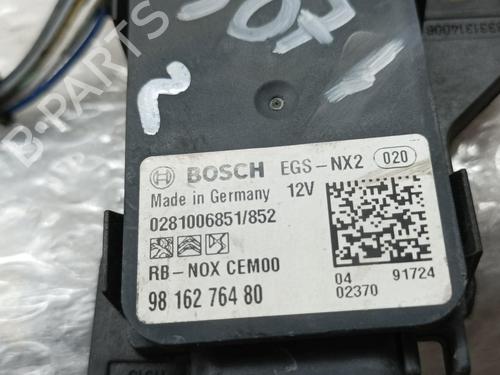 BOSCH EGS-NX2 020
Made in Germany 12V
0281006851/852
RB-NOX CEM00
98 162 764 80
04 91724
02370
B-PARTS